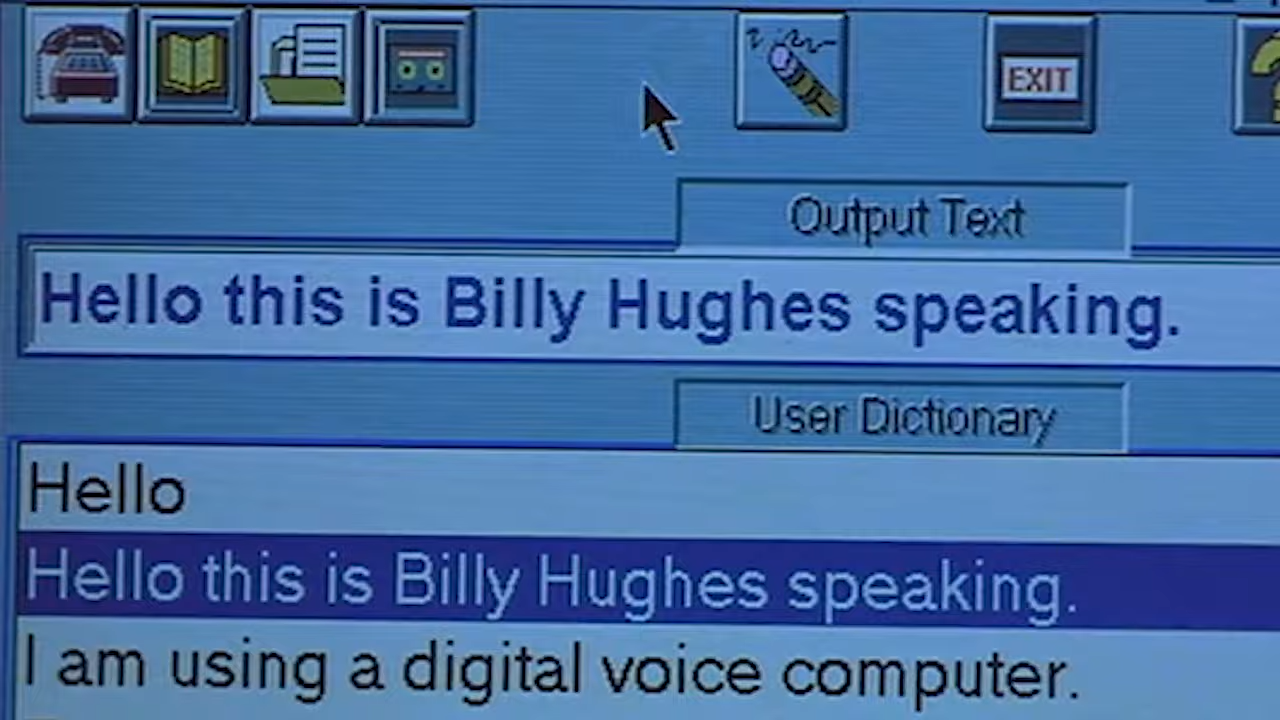 EXIT
Output Text
Hello this is Billy Hughes speaking.
User Dictionary
Hello
Hello this is Billy Hughes speaking.
I am using a digital voice computer.